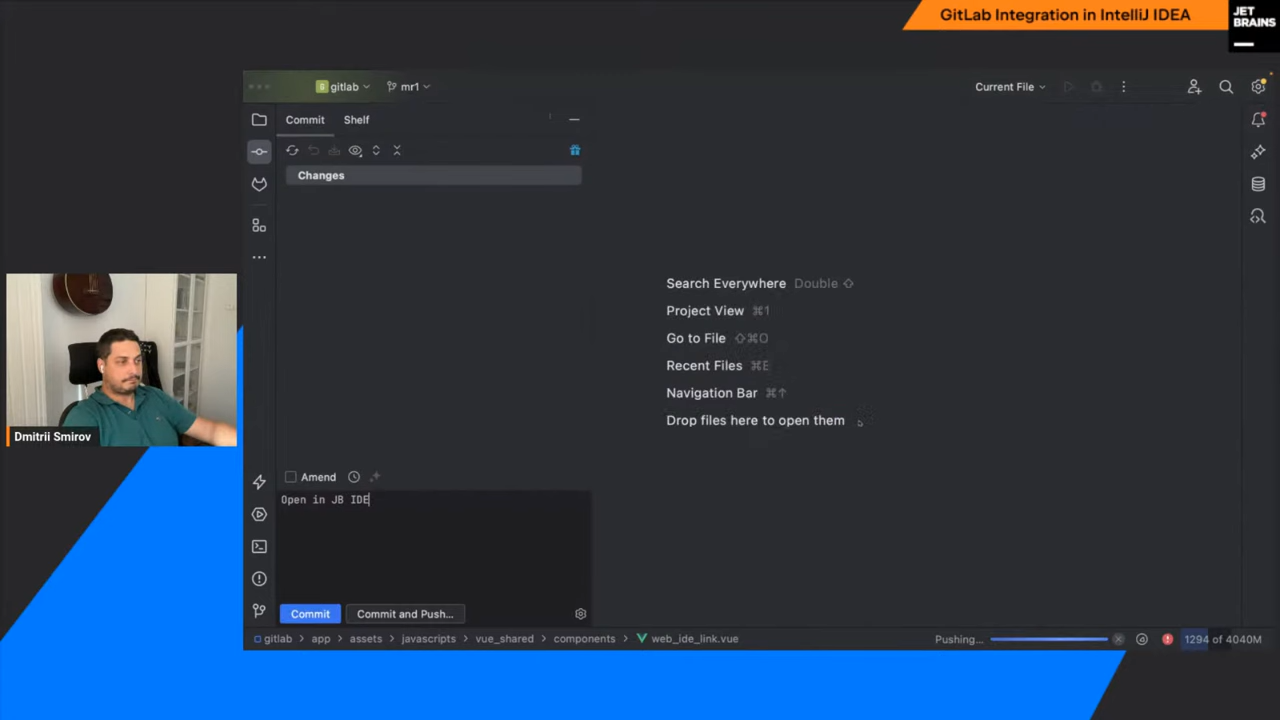 GitLab Integration in IntelliJ IDEA
JET
BRAINS
gitlab
mr1
Current File
Commit
Shelf
Changes
Search Everywhere Double ⇧
Project View ⌘1
Go to File ⇧⌘O
Recent Files ⌘E
Navigation Bar ⌘↑
Drop files here to open them
Dmitrii Smirov
Amend
Open in JB IDE
Commit
Commit and Push...
gitlab > app > assets > javascripts > vue_shared > components > web_ide_link.vue
Pushing...
1294 of 4040M